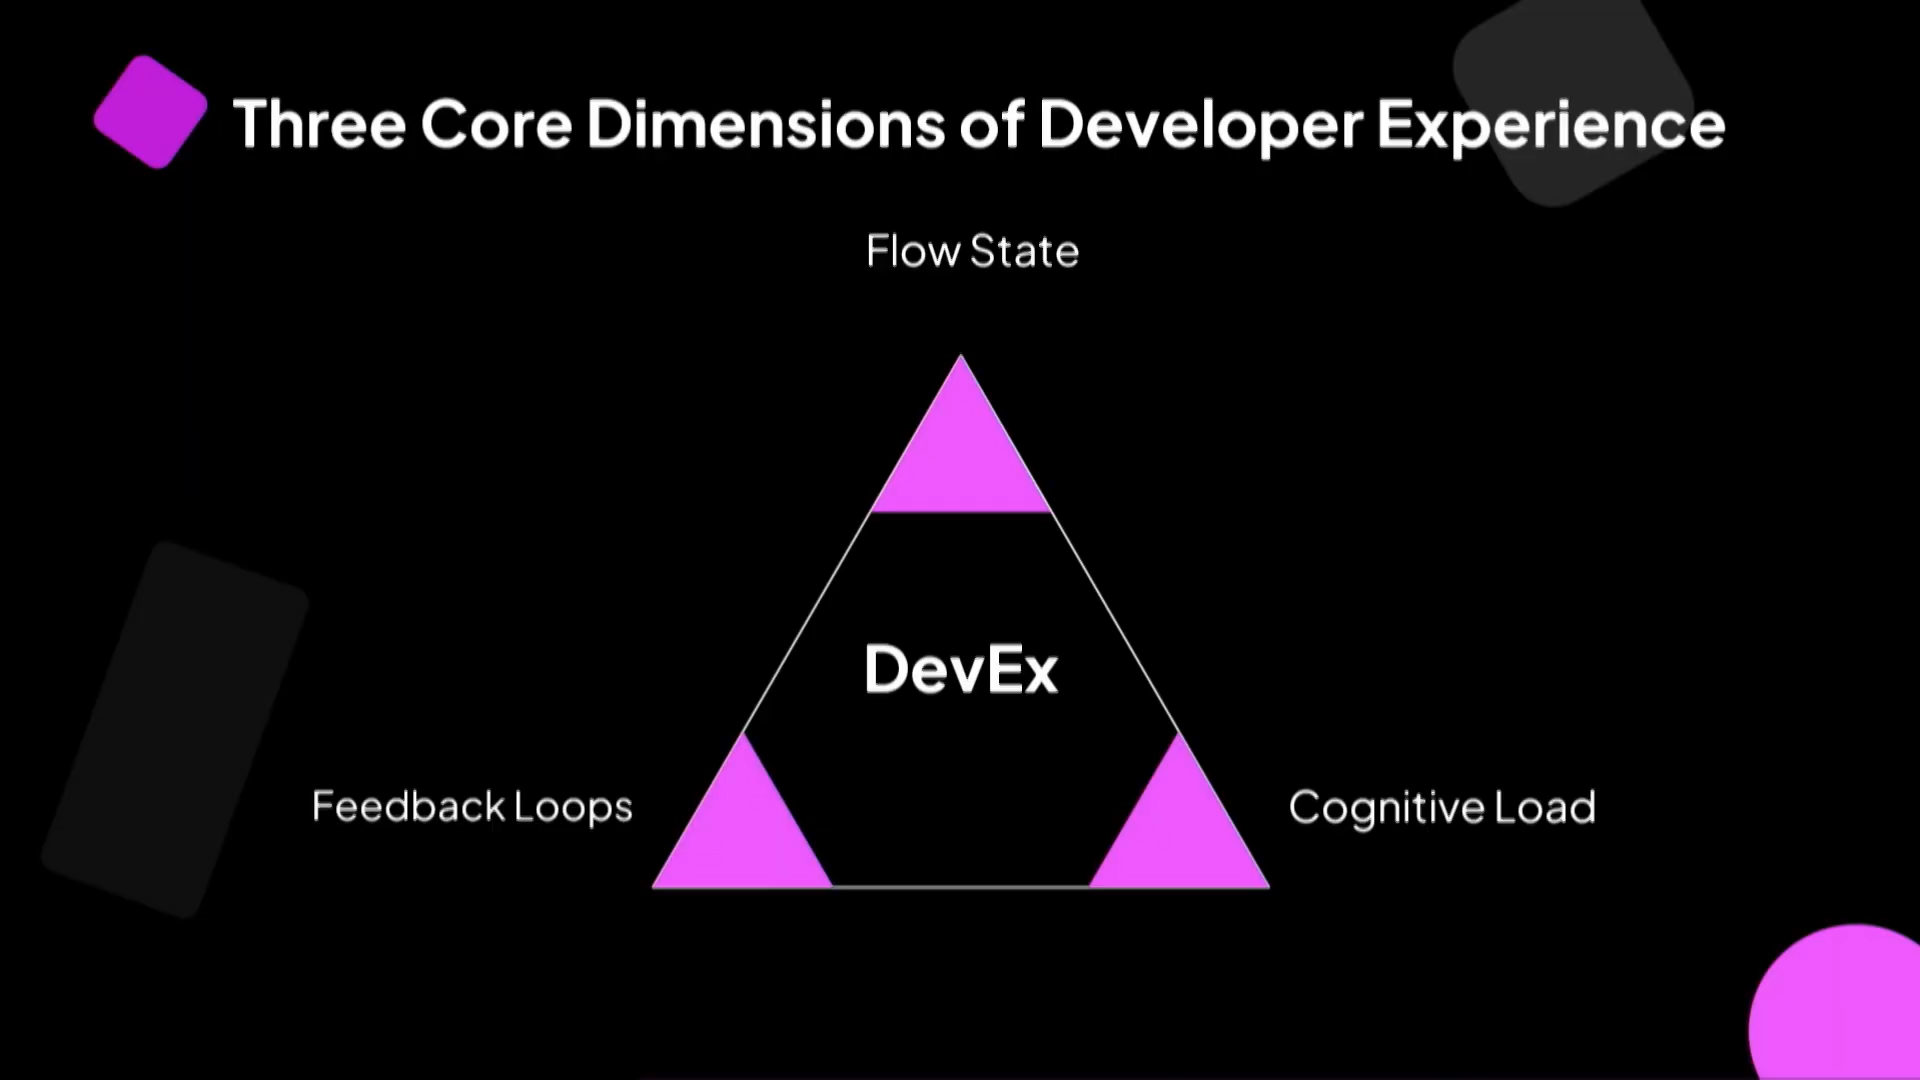 Three Core Dimensions of Developer Experience
Flow State
DevEx
Feedback Loops
Cognitive Load